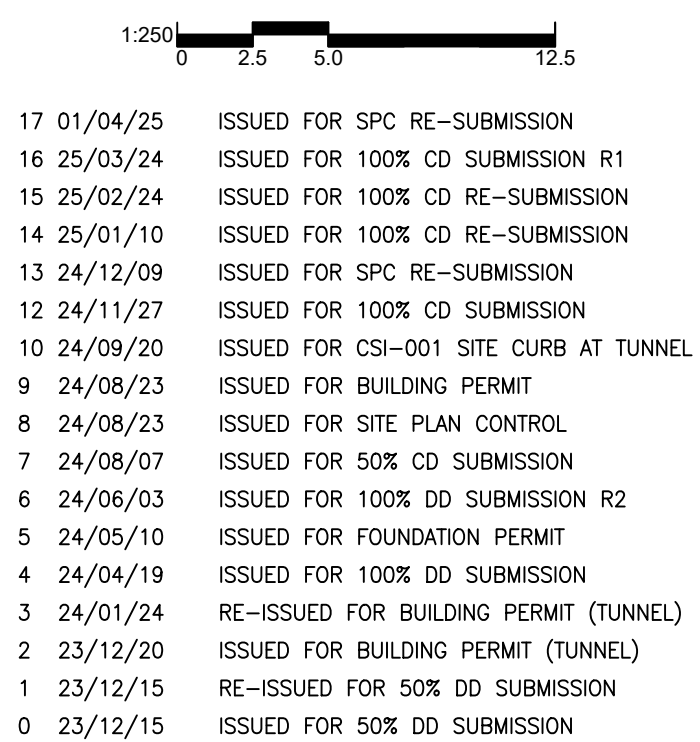 1:250
0 2.5 5.0 12.5
17 01/04/25 ISSUED FOR SPC RE-SUBMISSION
16 25/03/24 ISSUED FOR 100% CD SUBMISSION R1
15 25/02/24 ISSUED FOR 100% CD RE-SUBMISSION
14 25/01/10 ISSUED FOR 100% CD RE-SUBMISSION
13 24/12/09 ISSUED FOR SPC RE-SUBMISSION
12 24/11/27 ISSUED FOR 100% CD SUBMISSION
10 24/09/20 ISSUED FOR CSI-001 SITE CURB AT TUNNEL
9 24/08/23 ISSUED FOR BUILDING PERMIT
8 24/08/23 ISSUED FOR SITE PLAN CONTROL
7 24/08/07 ISSUED FOR 50% CD SUBMISSION
6 24/06/03 ISSUED FOR 100% DD SUBMISSION R2
5 24/05/10 ISSUED FOR FOUNDATION PERMIT
4 24/04/19 ISSUED FOR 100% DD SUBMISSION
3 24/01/24 RE-ISSUED FOR BUILDING PERMIT (TUNNEL)
2 23/12/20 ISSUED FOR BUILDING PERMIT (TUNNEL)
1 23/12/15 RE-ISSUED FOR 50% DD SUBMISSION
0 23/12/15 ISSUED FOR 50% DD SUBMISSION